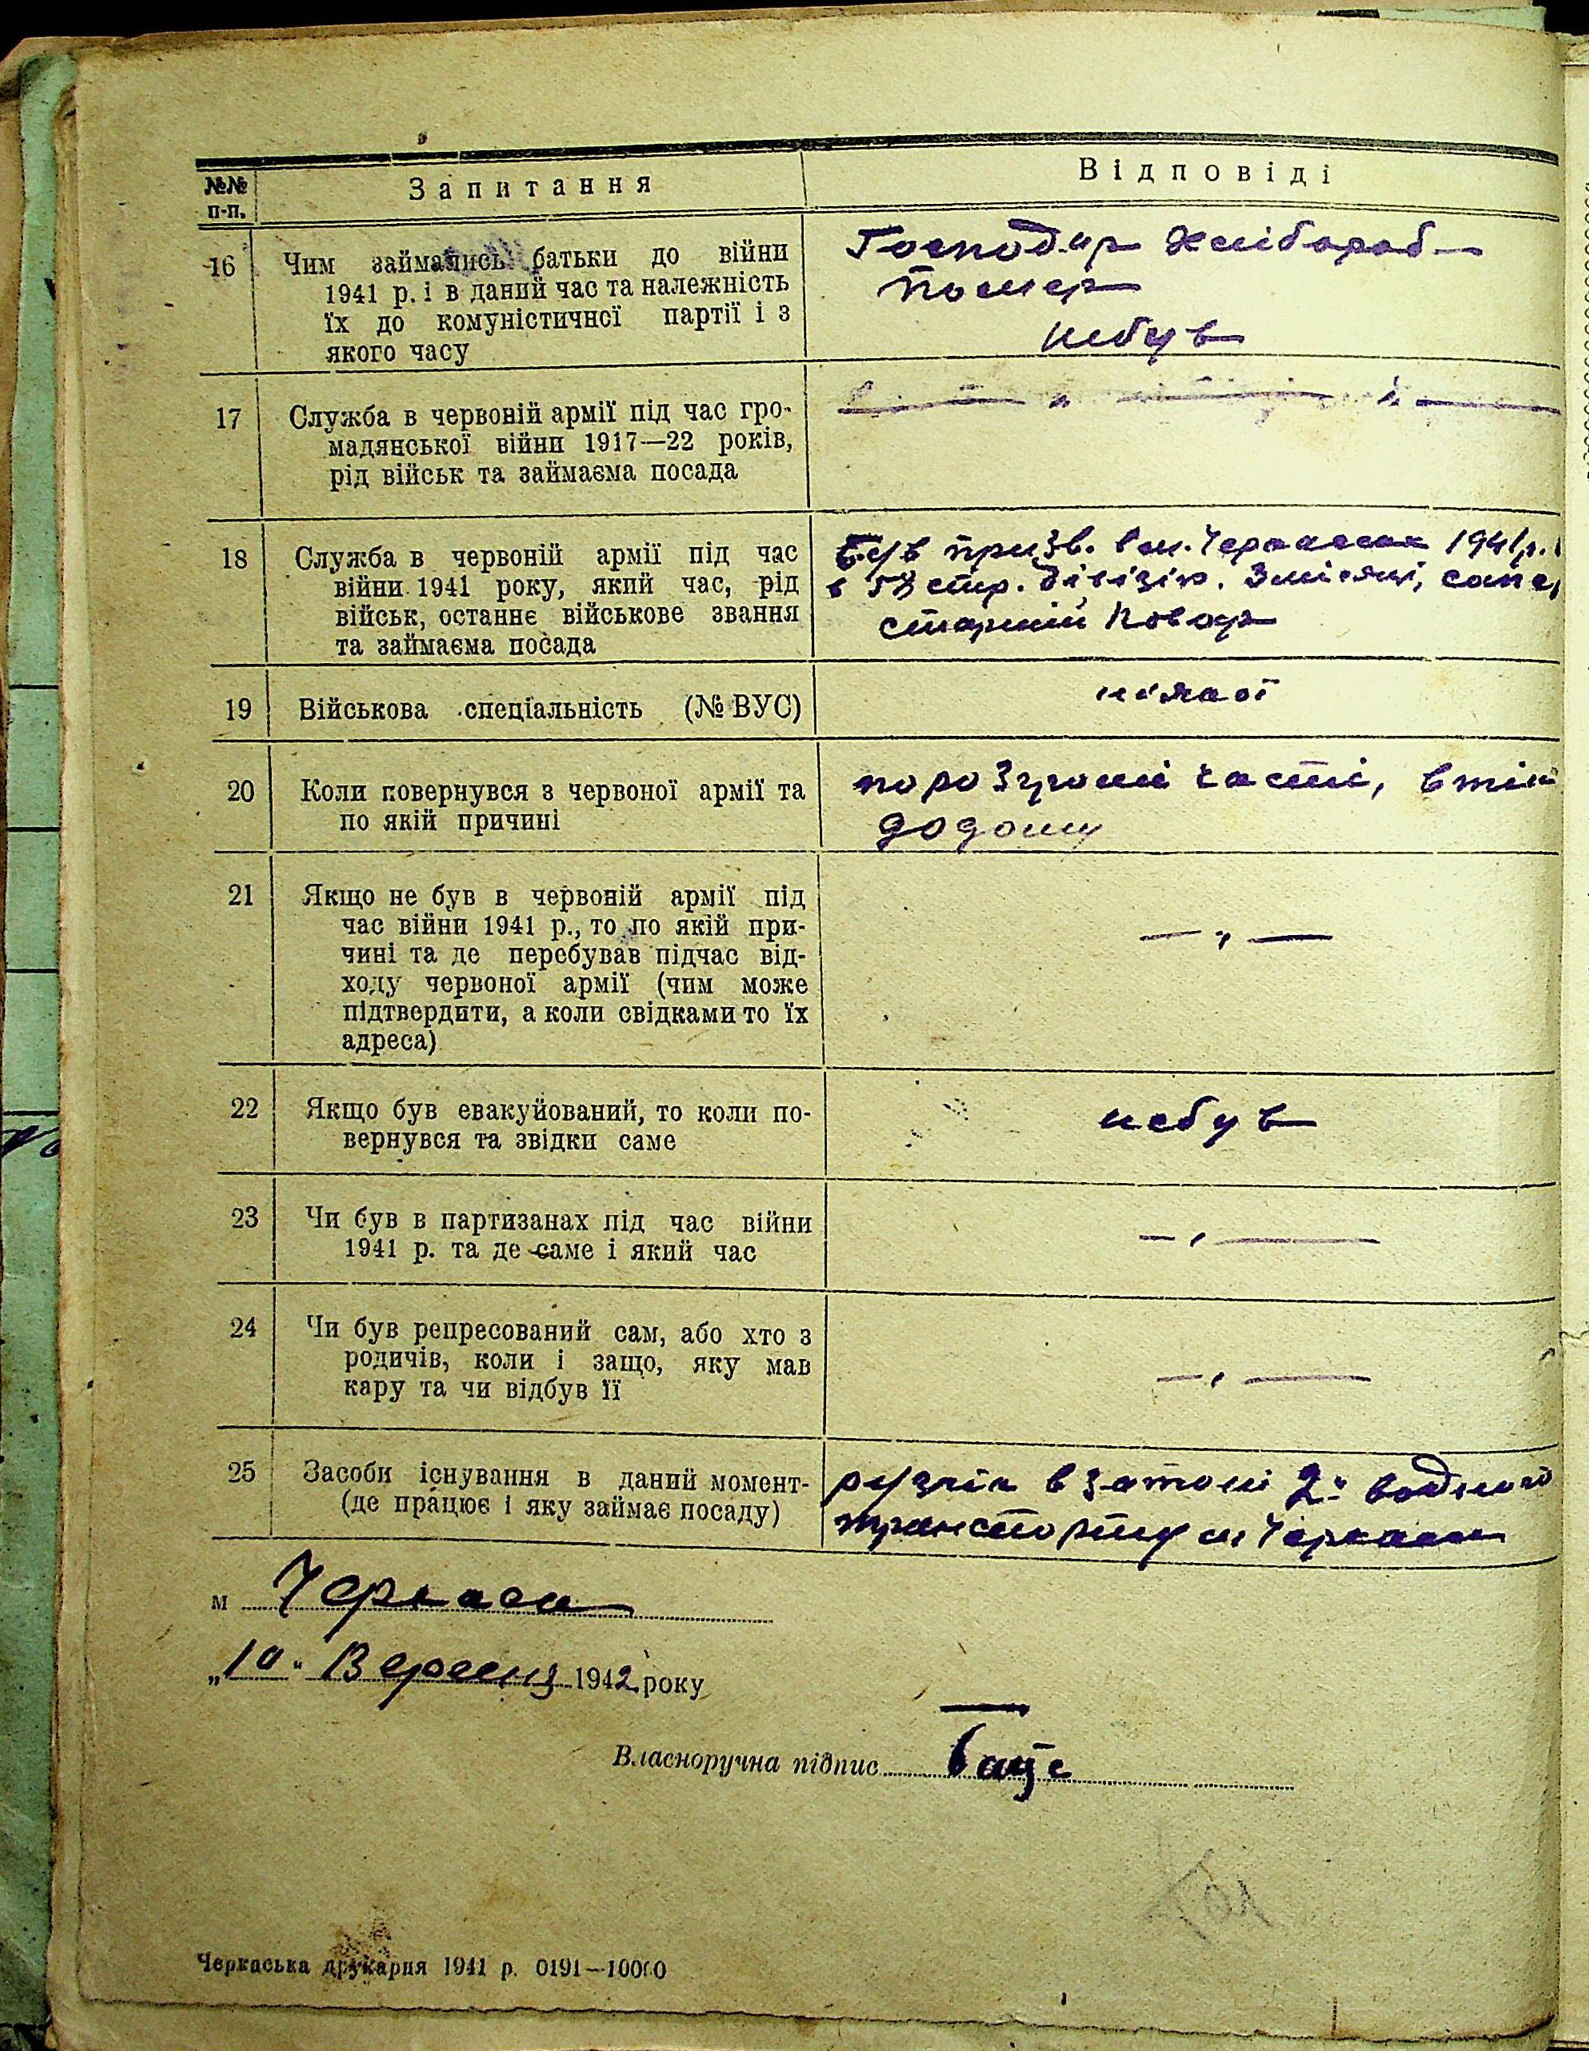 №№ п-п.
Запитання
Відповіді
16
Чим займались батьки до війни
1941 р. і в даний час та належність
їх до комуністичної партії і з
якого часу
Господар хлібороб
Помер
небув
17
Служба в червоній армії під час гро-
мадянської війни 1917—22 років,
рід військ та займаєма посада
18
Служба в червоній армії під час
війни 1941 року, який час, рід
військ, останнє військове звання
та займаєма посада
Був призв. в м. Черкассах 1941 р.
в 58 стр. дівізію. 3 місяці,
старший повар
19
Військова спеціальність (№ ВУС)
ніякої
20
Коли повернувся з червоної армії та
по якій причині
по розгромі часті, втік
додому
21
Якщо не був в червоній армії під
час війни 1941 р., то по якій при-
чині та де перебував підчас від-
ходу червоної армії (чим може
підтвердити, а коли свідками то їх
адреса)
— „ —
22
Якщо був евакуйований, то коли по-
вернувся та звідки саме
небув
23
Чи був в партизанах під час війни
1941 р. та де саме і який час
— „ —
24
Чи був репресований сам, або хто з
родичів, коли і защо, яку мав
кару та чи відбув її
— „ —
25
Засоби існування в даний момент-
(де працює і яку займає посаду)
в Затоні водного
транспорту м Черкаси
м Черкаси
„10“ Вересня 1942 року
Власноручна підпис
Черкаська друкарня 1941 р. 0191—10000